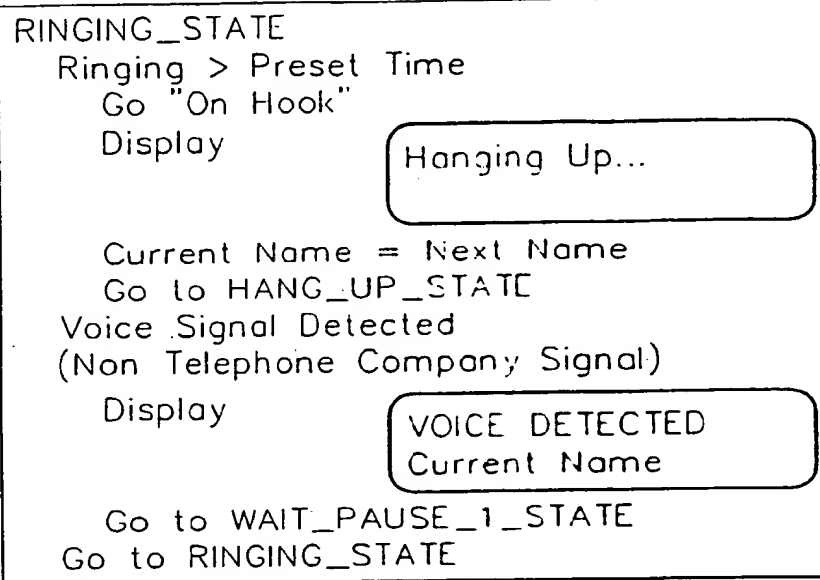 RINGING_STATE
Ringing > Preset Time
Go "On Hook"
Display
Hanging Up...
Current Name = Next Name
Go to HANG_UP_STATE
Voice Signal Detected
(Non Telephone Company Signal)
Display
VOICE DETECTED
Current Name
Go to WAIT_PAUSE_1_STATE
Go to RINGING_STATE